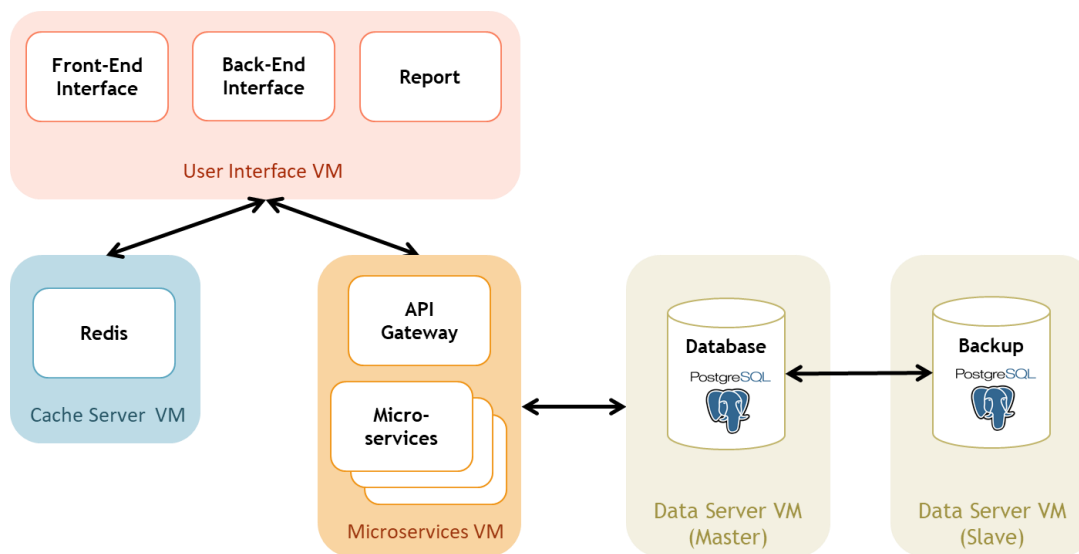 Front-End
Interface
Back-End
Interface
Report
User Interface VM
Redis
Cache Server VM
API
Gateway
Micro-
services
Microservices VM
Database
PostgreSQL
Data Server VM
(Master)
Backup
PostgreSQL
Data Server VM
(Slave)